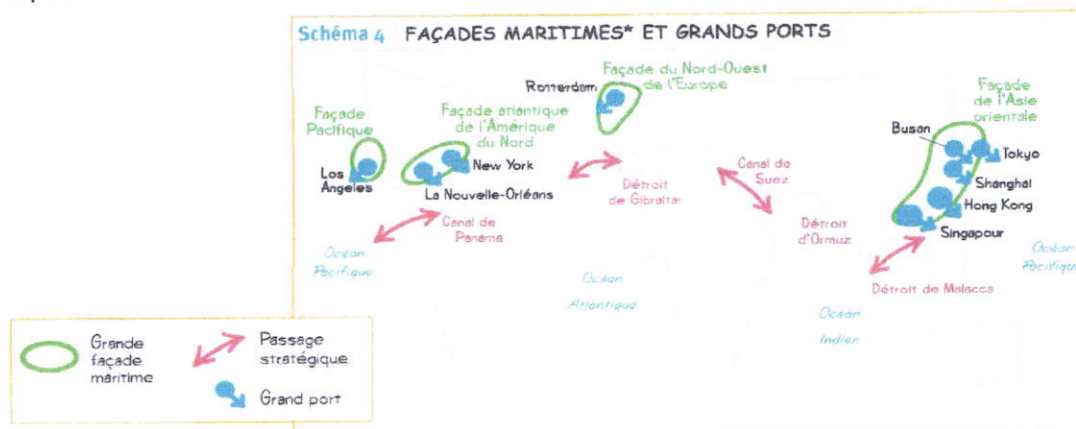 Schéma 4 FAÇADES MARITIMES* ET GRANDS PORTS
Façade du Nord-Ouest
de l'Europe
Rotterdam
Façade
Pacifique
Façade atlantique
de l'Amérique
du Nord
Façade
de l'Asie
orientale
Busan
Tokyo
Los
Angeles
New York
La Nouvelle-Orléans
Détroit
de Gibraltar
Canal de
Suez
Shanghai
Hong Kong
Singapour
Canal de
Panama
Détroit
d'Ormuz
Océan
Pacifique
Océan
Pacifique
Océan
Atlantique
Détroit de Malacca
Océan
Indien
Grande
façade
maritime
Passage
stratégique
Grand port